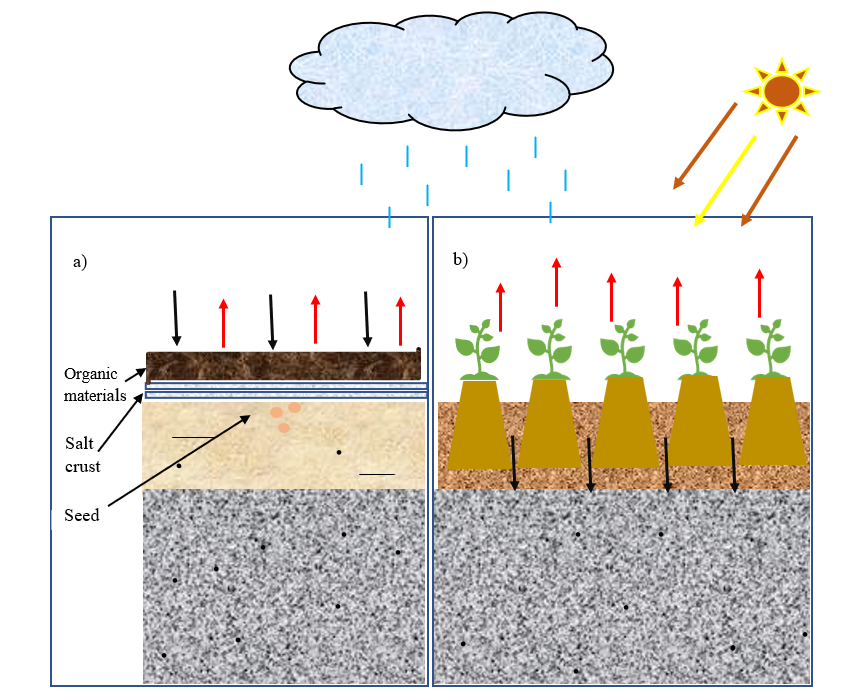 a)
b)
Organic
materials
Salt
crust
Seed